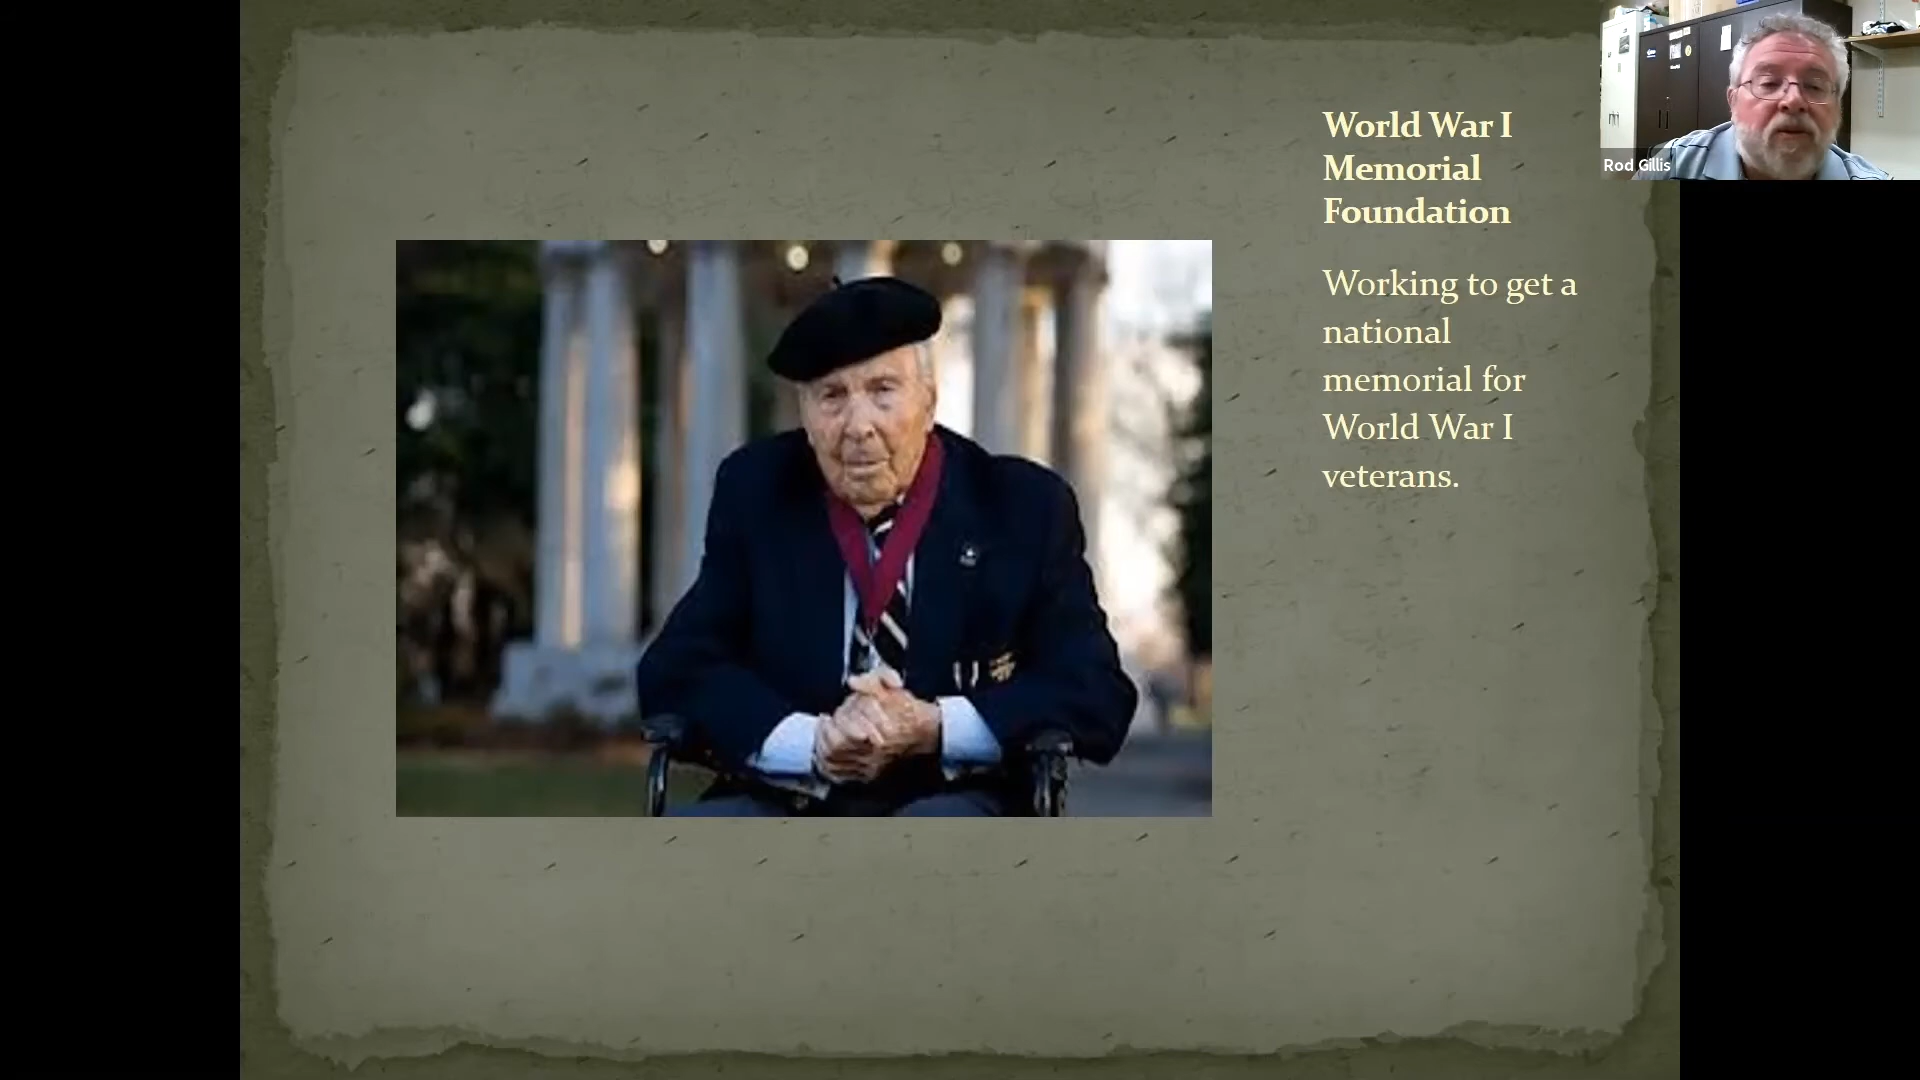 World War I
Memorial
Foundation
Working to get a
national
memorial for
World War I
veterans.
Rod Gillis